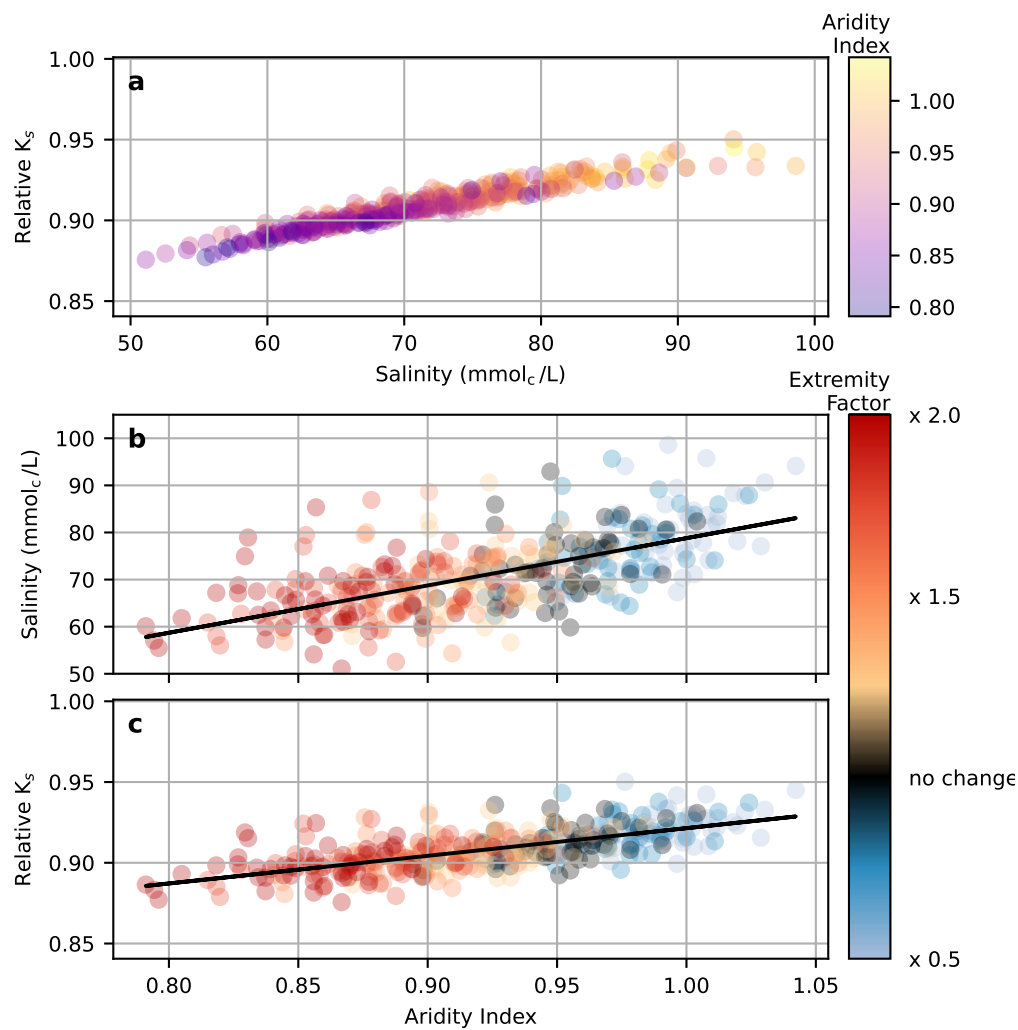 Aridity
Index
a
1.00
0.95
0.90
0.85
Relative Ks
50 60 70 80 90 100
Salinity (mmolc/L)
1.00
0.95
0.90
0.85
0.80
Extremity
Factor
b
100
90
80
70
60
50
Salinity (mmolc/L)
c
1.00
0.95
0.90
0.85
Relative Ks
0.80 0.85 0.90 0.95 1.00 1.05
Aridity Index
x 2.0
x 1.5
no change
x 0.5